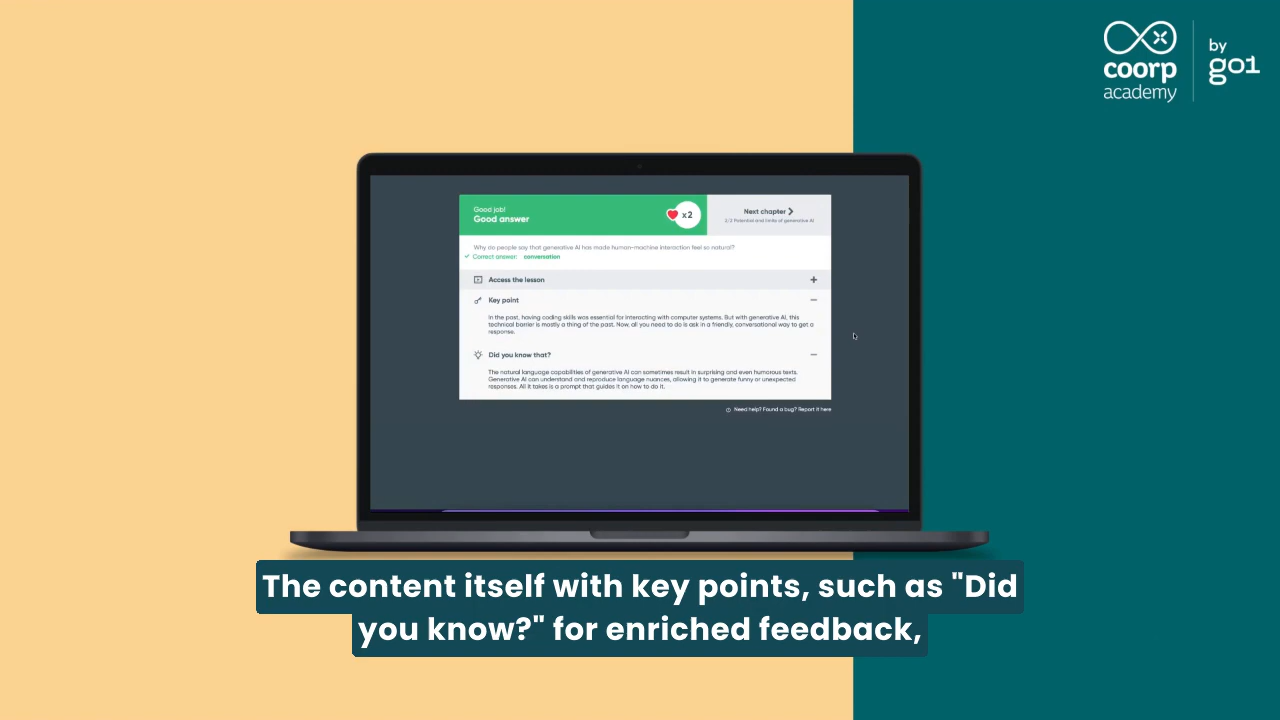 coorp
academy
by
go1
Good job!
Good answer
x2
Next chapter
2/2 Potential and limits of generative AI
Why do people say that generative AI has made human-machine interaction feel so natural?
Correct answer: conversation
Access the lesson
Key point
In the past, having coding skills was essential for interacting with computer systems. But with generative AI, this
technical barrier is mostly a thing of the past. Now, all you need to do is ask in a friendly, conversational way to get a
response.
Did you know that?
The natural language capabilities of generative AI can sometimes result in surprising and even humorous texts.
Generative AI can understand and reproduce language nuances, allowing it to generate funny or unexpected
responses. All it takes is a prompt that guides it on how to do it.
Need help? Found a bug? Report it here
The content itself with key points, such as "Did
you know?" for enriched feedback,